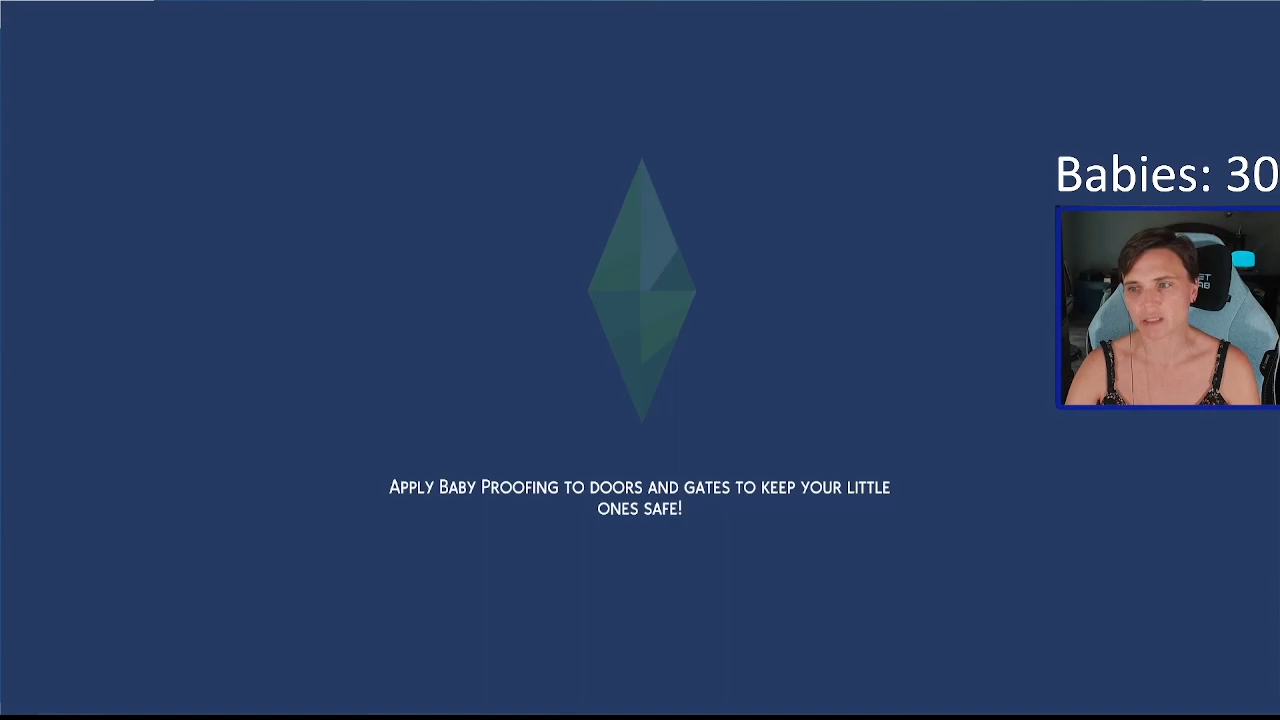 Babies: 30
APPLY BABY PROOFING TO DOORS AND GATES TO KEEP YOUR LITTLE
ONES SAFE!